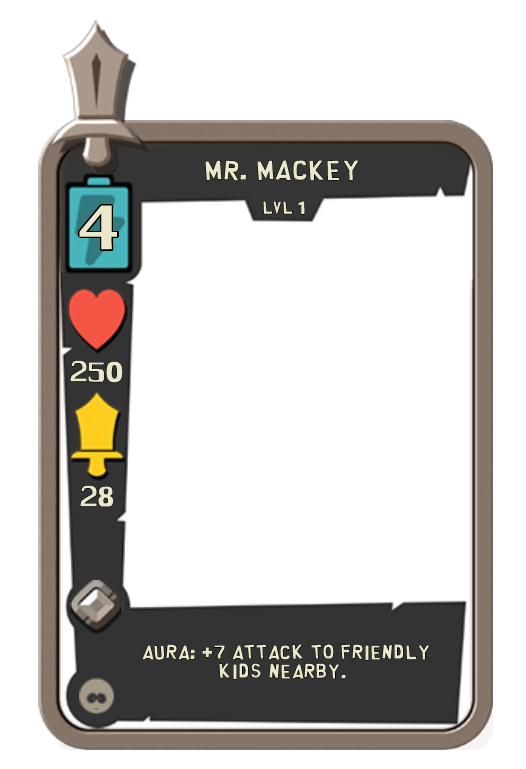 MR. MACKEY
LVL 1
4
250
28
AURA: +7 ATTACK TO FRIENDLY
KIDS NEARBY.